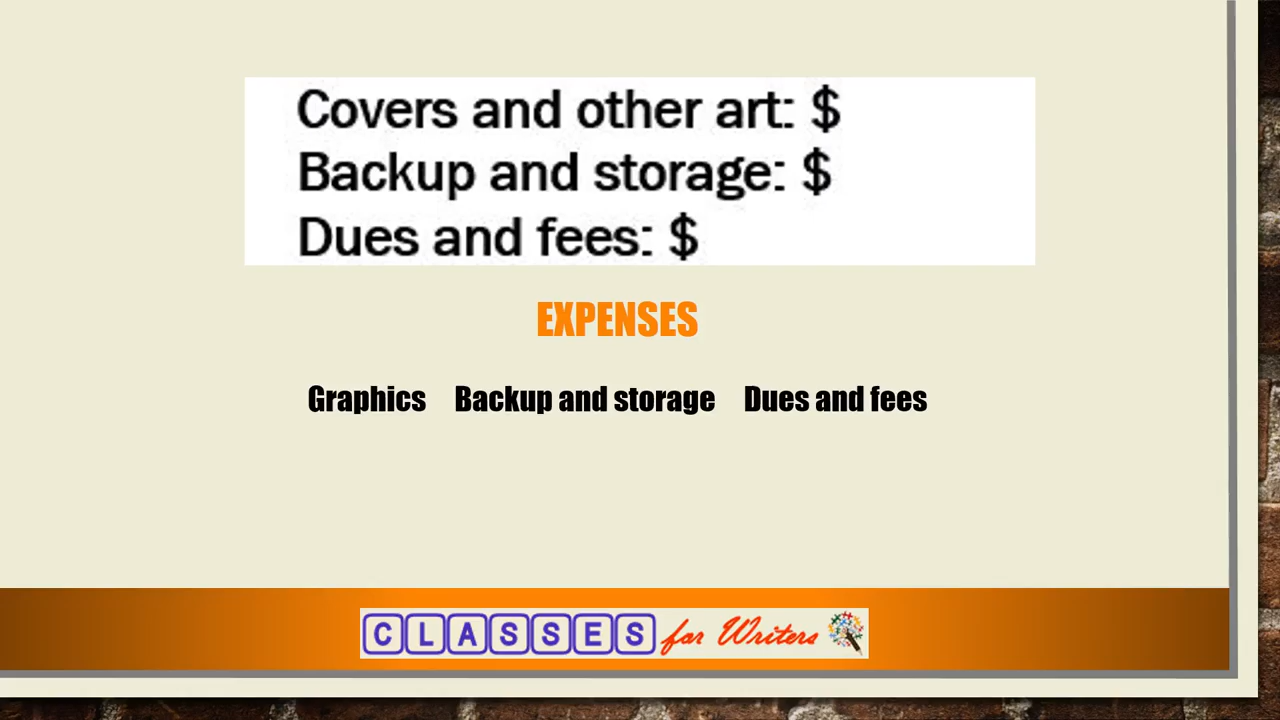 Covers and other art: $
Backup and storage: $
Dues and fees: $
EXPENSES
Graphics Backup and storage Dues and fees
CLASSES for Writers